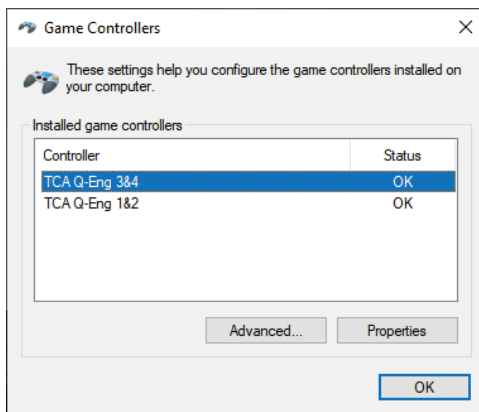 Game Controllers
These settings help you configure the game controllers installed on
your computer.
Installed game controllers
Controller Status
TCA Q-Eng 3&4 OK
TCA Q-Eng 1&2 OK
Advanced... Properties
OK